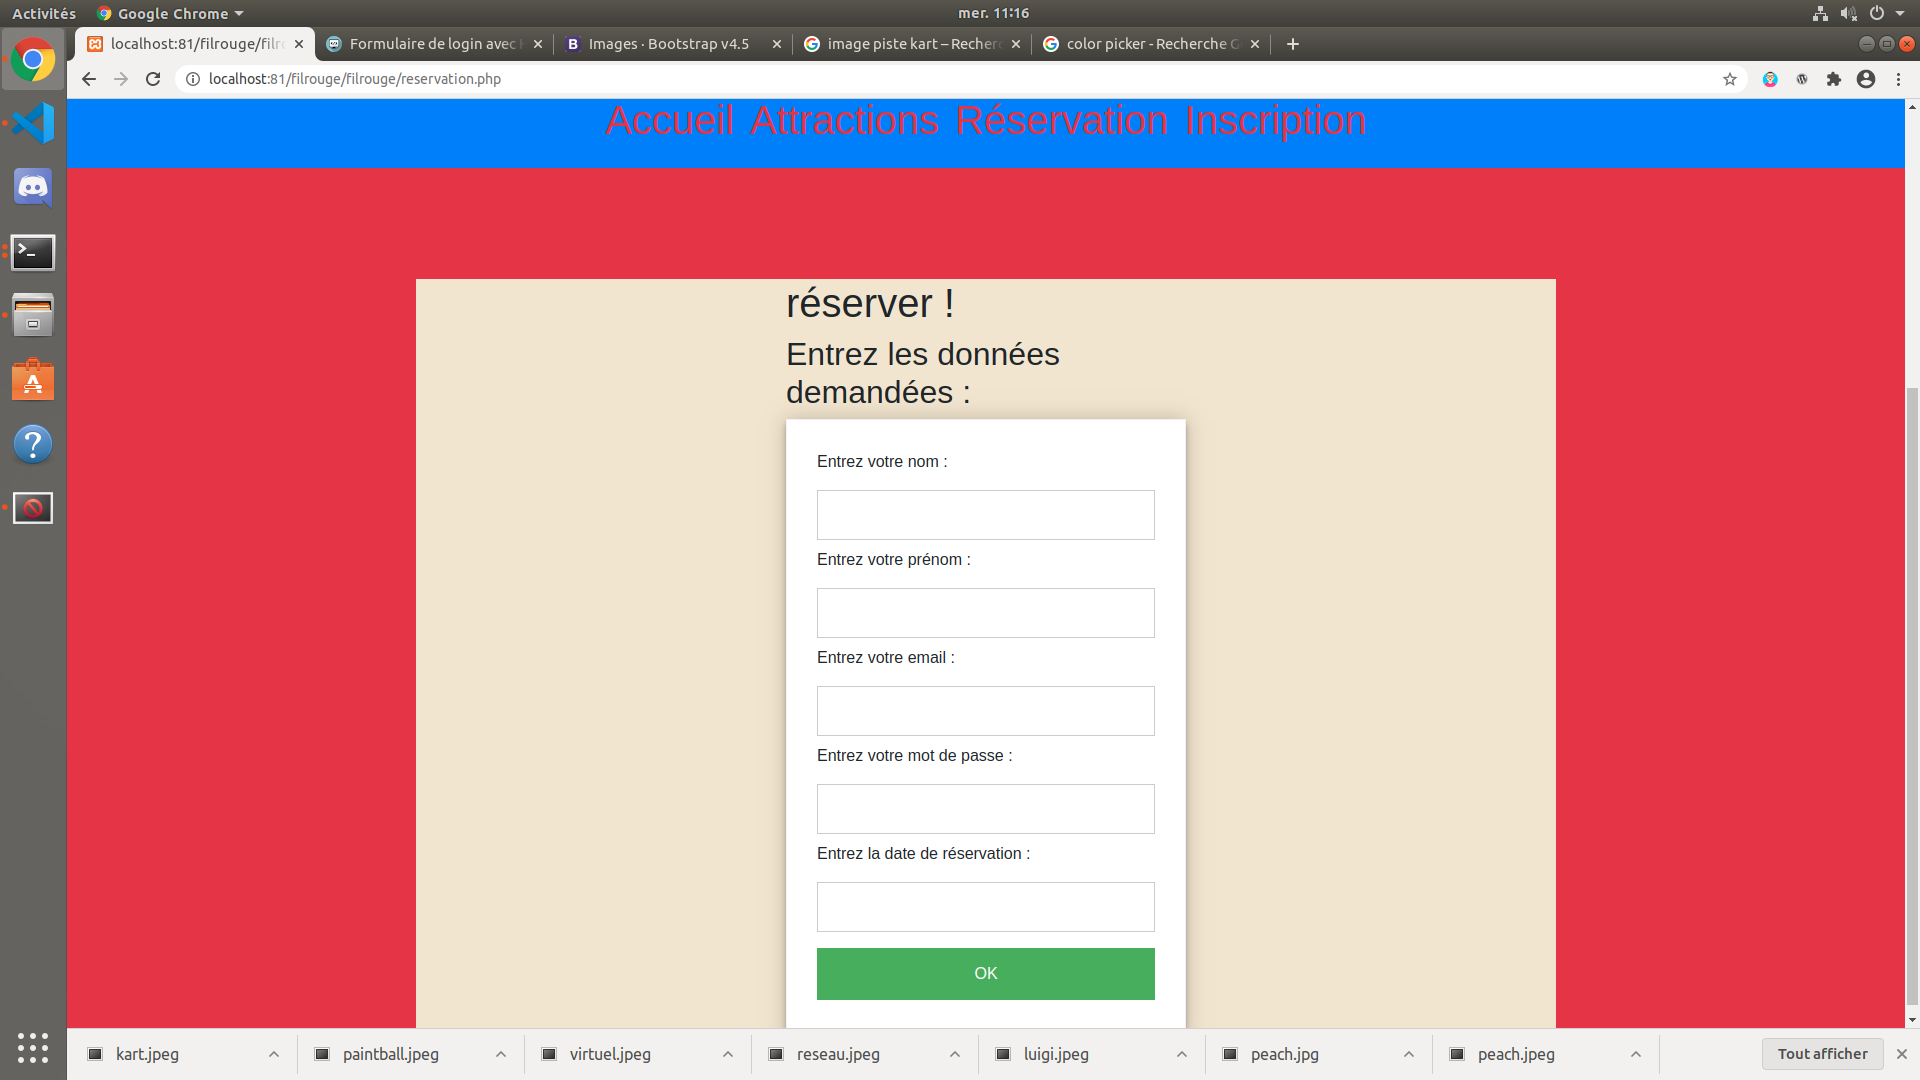 Activités
Google Chrome
mer. 11:16
localhost:81/filrouge/filr
Formulaire de login avec
Images · Bootstrap v4.5
image piste kart – Recher
color picker - Recherche G
localhost:81/filrouge/filrouge/reservation.php
Accueil Attractions Réservation Inscription
réserver !
Entrez les données
demandées :
Entrez votre nom :
Entrez votre prénom :
Entrez votre email :
Entrez votre mot de passe :
Entrez la date de réservation :
OK
kart.jpeg
paintball.jpeg
virtuel.jpeg
reseau.jpeg
luigi.jpeg
peach.jpg
peach.jpeg
Tout afficher